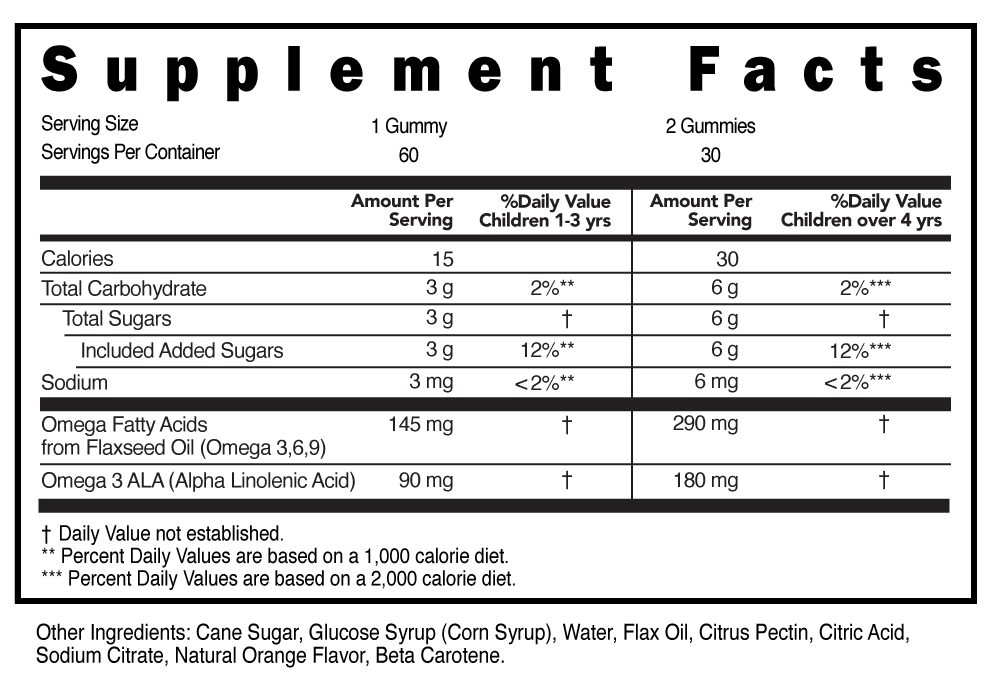 Supplement Facts
Serving Size 1 Gummy 2 Gummies
Servings Per Container 60 30
Amount Per %Daily Value Amount Per %Daily Value
Serving Children 1-3 yrs Serving Children over 4 yrs
Calories 15 30
Total Carbohydrate 3 g 2%** 6 g 2%***
Total Sugars 3 g † 6 g †
Included Added Sugars 3 g 12%** 6 g 12%***
Sodium 3 mg <2%** 6 mg <2%***
Omega Fatty Acids 145 mg † 290 mg †
from Flaxseed Oil (Omega 3,6,9)
Omega 3 ALA (Alpha Linolenic Acid) 90 mg † 180 mg †
† Daily Value not established.
** Percent Daily Values are based on a 1,000 calorie diet.
*** Percent Daily Values are based on a 2,000 calorie diet.
Other Ingredients: Cane Sugar, Glucose Syrup (Corn Syrup), Water, Flax Oil, Citrus Pectin, Citric Acid,
Sodium Citrate, Natural Orange Flavor, Beta Carotene.